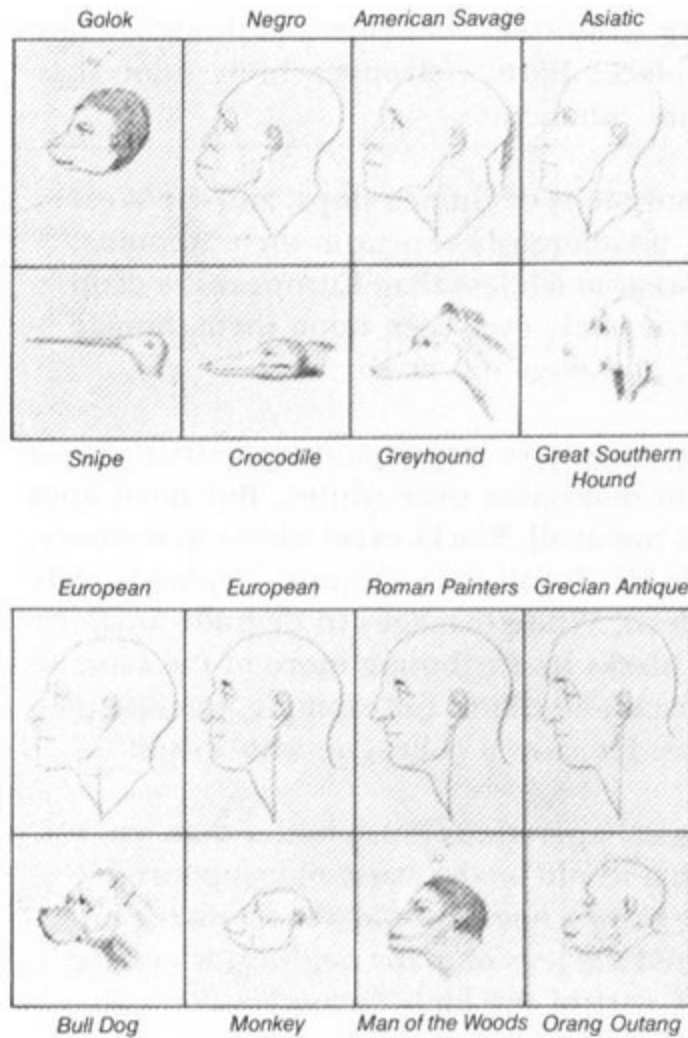 Golok
Negro
American Savage
Asiatic
Snipe
Crocodile
Greyhound
Great Southern
Hound
European
European
Roman Painters
Grecian Antique
Bull Dog
Monkey
Man of the Woods
Orang Outang